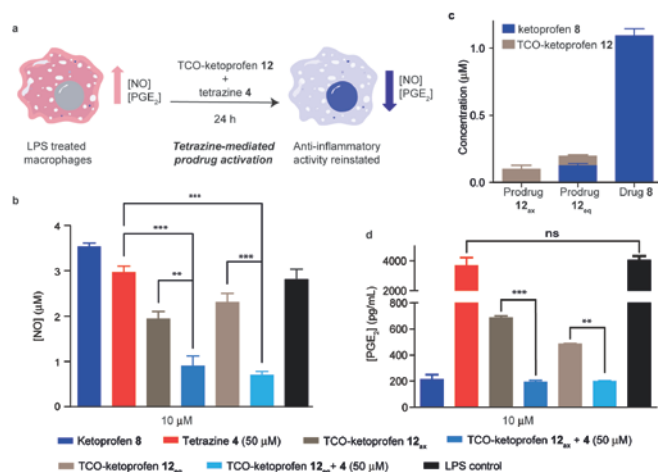 a
[NO]
[PGE2]
LPS treated
macrophages
TCO-ketoprofen 12
+
tetrazine 4
24 h
Tetrazine-mediated
prodrug activation
[NO]
[PGE2]
Anti-inflammatory
activity reinstated
c
ketoprofen 8
TCO-ketoprofen 12
Concentration (μM)
1.0
0.5
0.0
Prodrug
12ax
Prodrug
12eq
Drug 8
b
[NO]
(μM)
4
3
2
1
0
***
***
**
***
10 μM
d
ns
[PGE2]
(pg/mL)
4000
2000
800
600
400
200
0
***
**
10 μM
Ketoprofen 8
Tetrazine 4 (50 μM)
TCO-ketoprofen 12ax
TCO-ketoprofen 12ax + 4 (50 μM)
TCO-ketoprofen
TCO-ketoprofen + 4 (50 μM)
LPS control